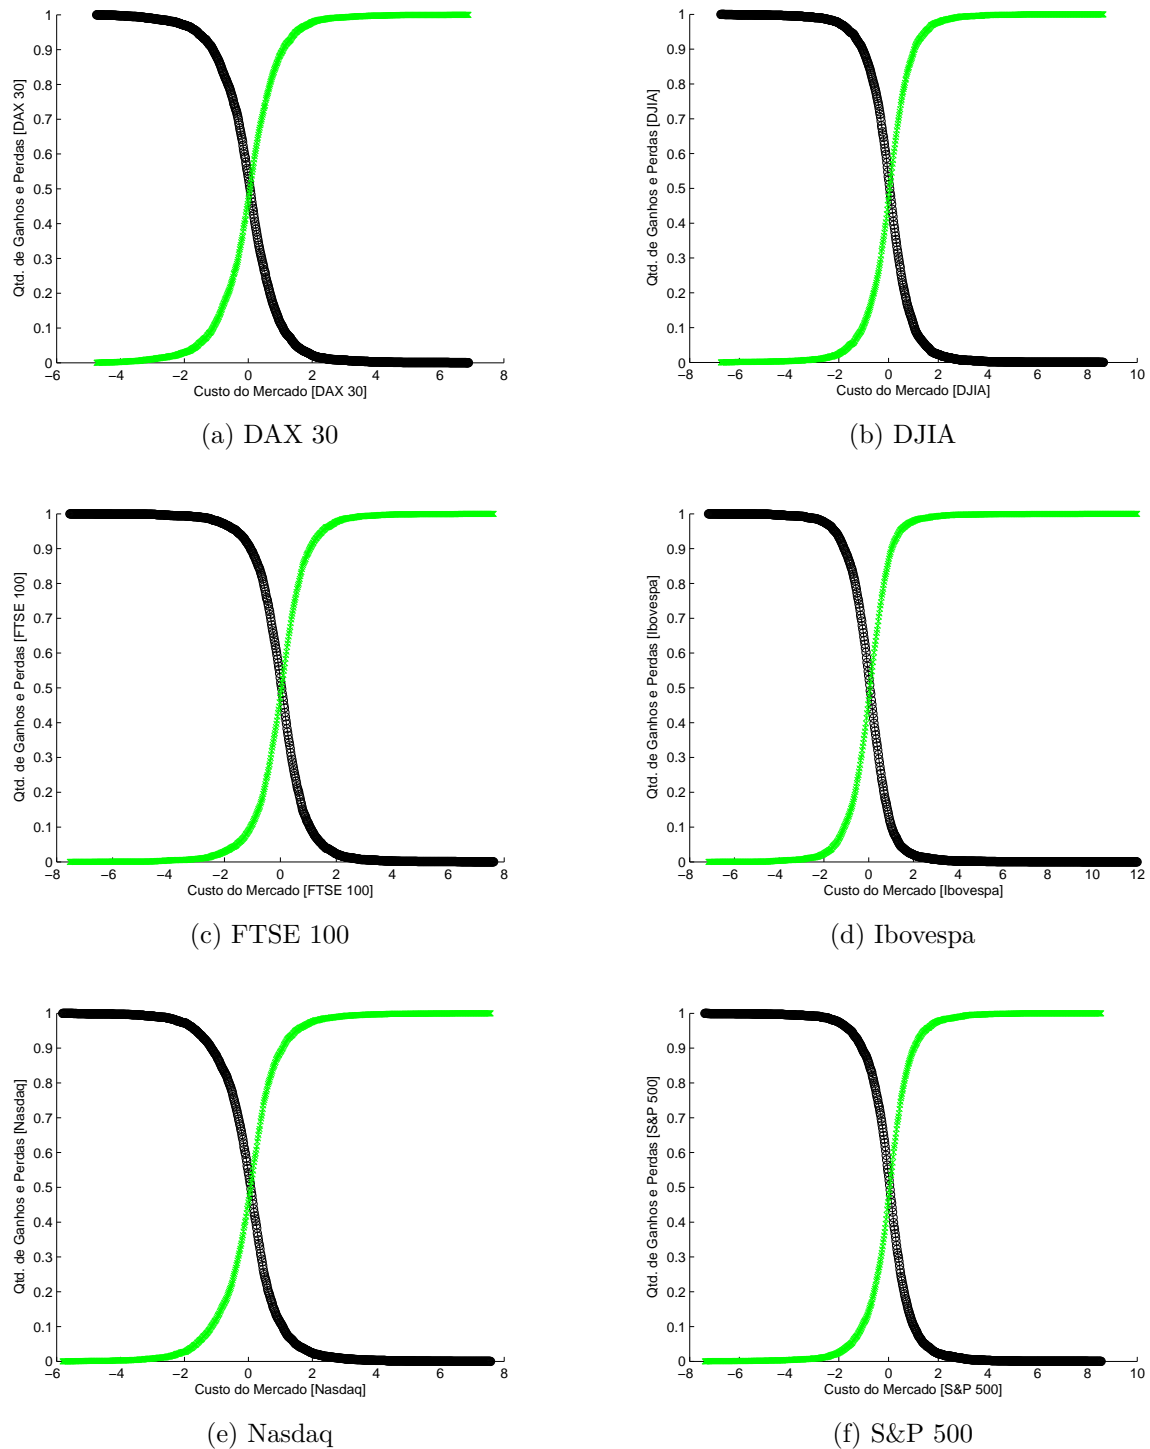 1
0.9
0.8
0.7
0.6
0.5
0.4
0.3
0.2
0.1
0
Qtd. de Ganhos e Perdas [DAX 30]
−6 −4 −2 0 2 4 6 8
Custo do Mercado [DAX 30]
(a) DAX 30
1
0.9
0.8
0.7
0.6
0.5
0.4
0.3
0.2
0.1
0
Qtd. de Ganhos e Perdas [DJIA]
−8 −6 −4 −2 0 2 4 6 8 10
Custo do Mercado [DJIA]
(b) DJIA
1
0.9
0.8
0.7
0.6
0.5
0.4
0.3
0.2
0.1
0
Qtd. de Ganhos e Perdas [FTSE 100]
−8 −6 −4 −2 0 2 4 6 8
Custo do Mercado [FTSE 100]
(c) FTSE 100
1
0.9
0.8
0.7
0.6
0.5
0.4
0.3
0.2
0.1
0
Qtd. de Ganhos e Perdas [Ibovespa]
−8 −6 −4 −2 0 2 4 6 8 10 12
Custo do Mercado [Ibovespa]
(d) Ibovespa
1
0.9
0.8
0.7
0.6
0.5
0.4
0.3
0.2
0.1
0
Qtd. de Ganhos e Perdas [Nasdaq]
−6 −4 −2 0 2 4 6 8
Custo do Mercado [Nasdaq]
(e) Nasdaq
1
0.9
0.8
0.7
0.6
0.5
0.4
0.3
0.2
0.1
0
Qtd. de Ganhos e Perdas [S&P 500]
−8 −6 −4 −2 0 2 4 6 8 10
Custo do Mercado [S&P 500]
(f) S&P 500